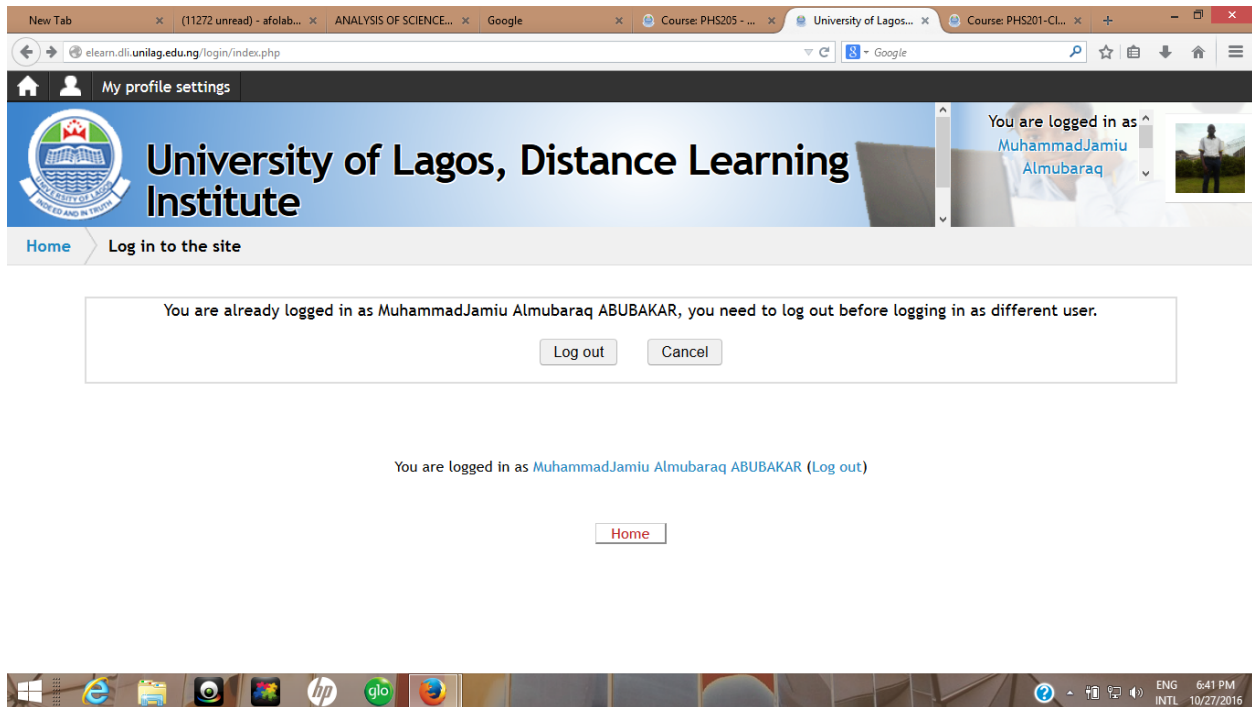 New Tab
(11272 unread) - afolab...
ANALYSIS OF SCIENCE...
Google
Course: PHS205 - ...
University of Lagos...
Course: PHS201-Cl...
elearn.dli.unilag.edu.ng/login/index.php
8 Google
My profile settings
University of Lagos, Distance Learning
Institute
You are logged in as
MuhammadJamiu
Almubaraq
Home
Log in to the site
You are already logged in as MuhammadJamiu Almubaraq ABUBAKAR, you need to log out before logging in as different user.
Log out
Cancel
You are logged in as MuhammadJamiu Almubaraq ABUBAKAR (Log out)
Home
hp
glo
ENG
INTL
6:41 PM
10/27/2016